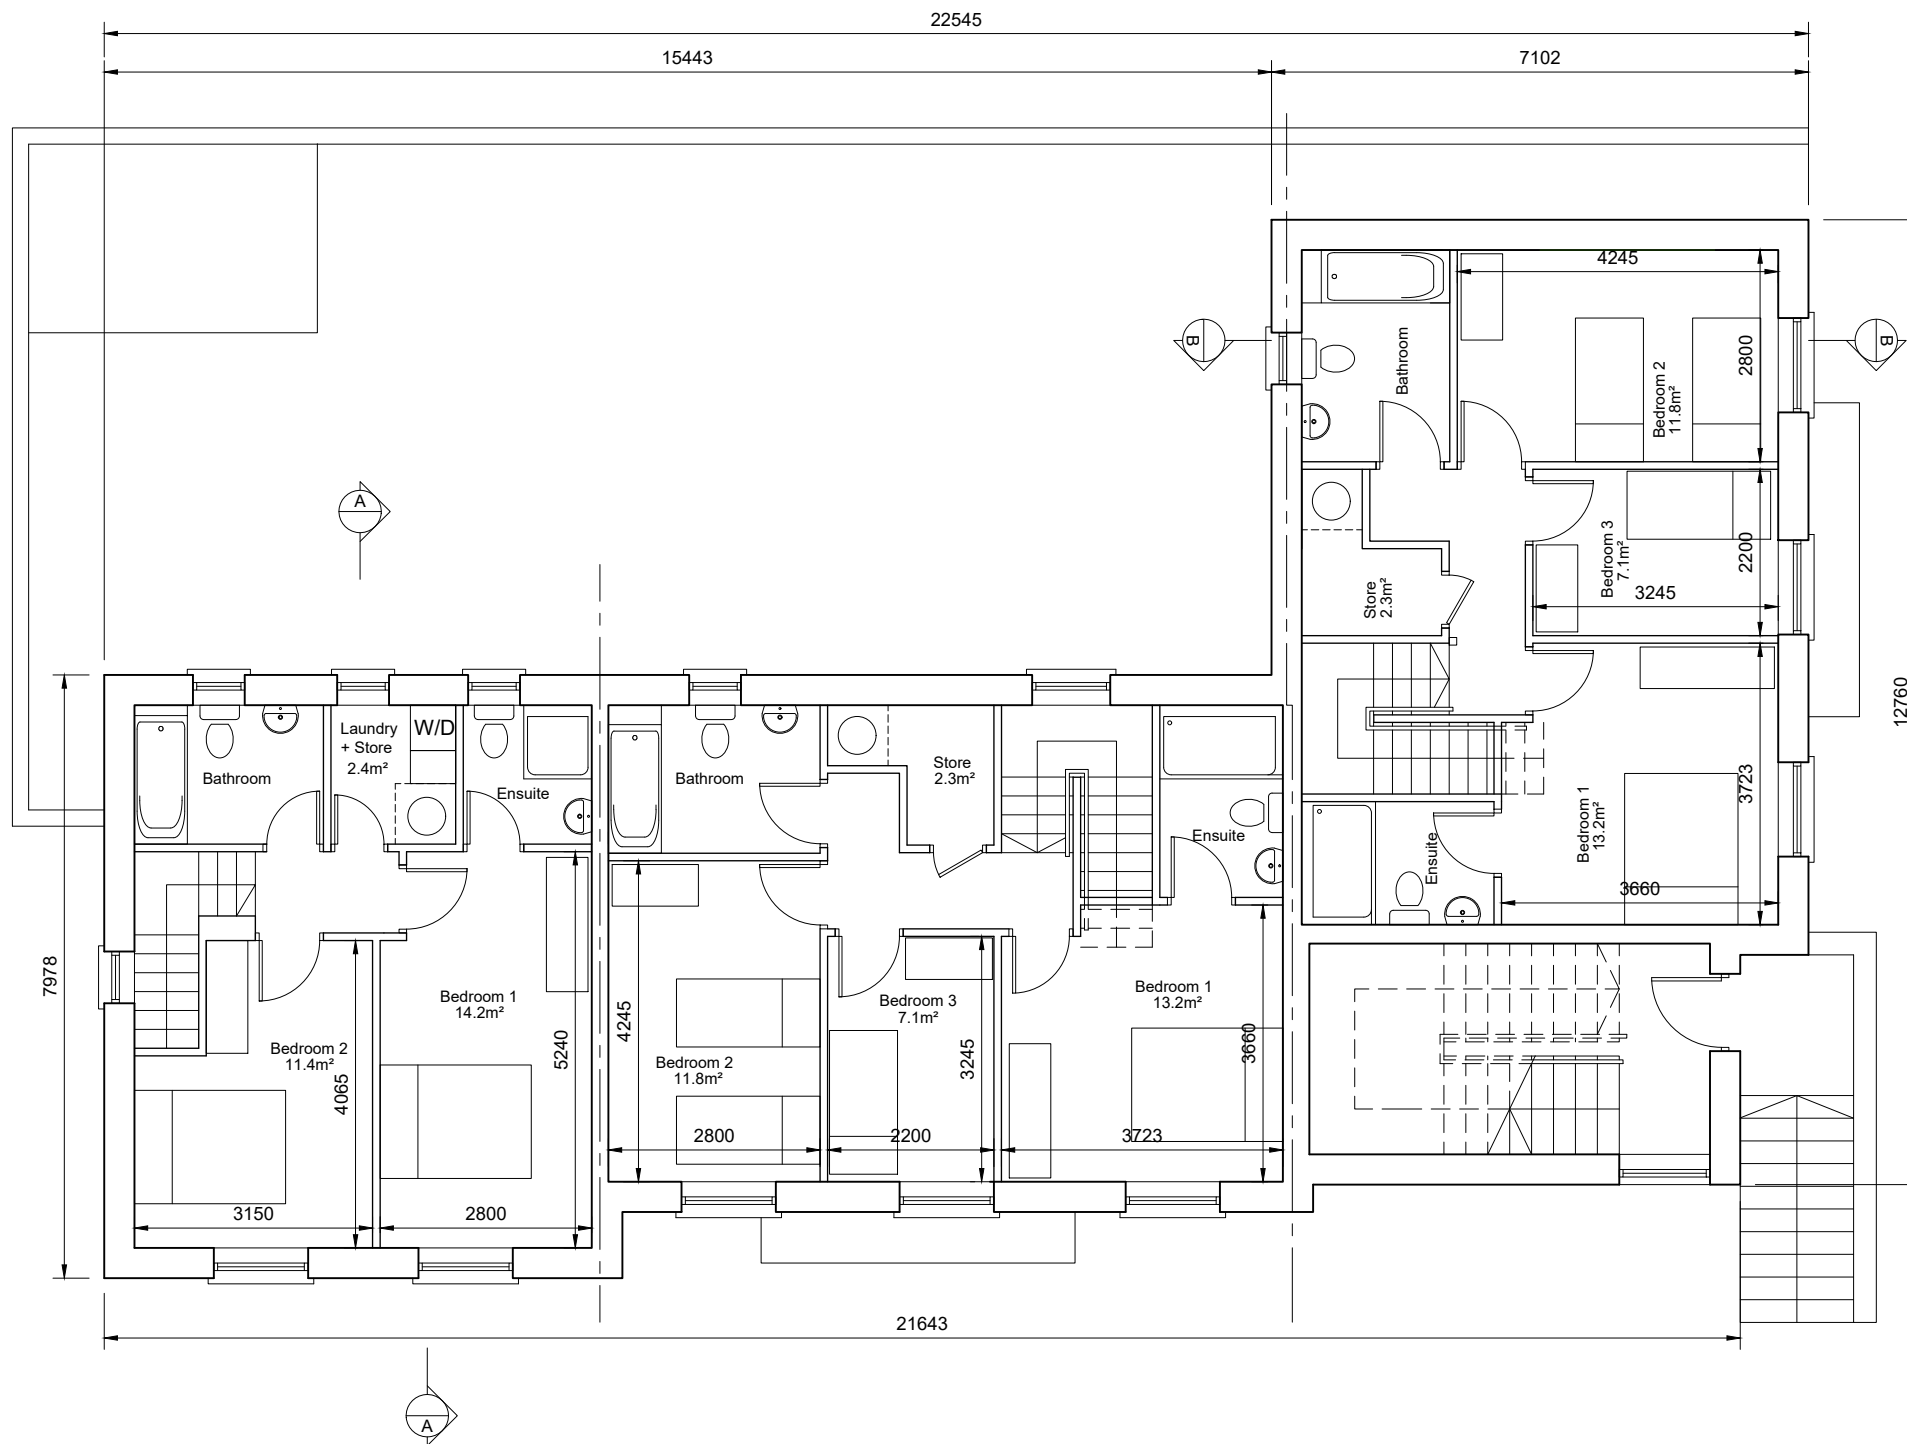 22545
15443
7102
4245
B
Bathroom
2800
Bedroom 2
11.8m²
B
A
Bedroom 3
7.1m²
2200
Store
2.3m²
3245
12760
Laundry
+ Store
2.4m²
W/D
Bathroom
Ensuite
Bathroom
Store
2.3m²
Ensuite
3723
Bedroom 1
13.2m²
Ensuite
3660
7978
Bedroom 1
14.2m²
Bedroom 2
11.4m²
4065
5240
4245
Bedroom 2
11.8m²
Bedroom 3
7.1m²
3245
Bedroom 1
13.2m²
3660
2800
2200
3723
3150
2800
21643
A